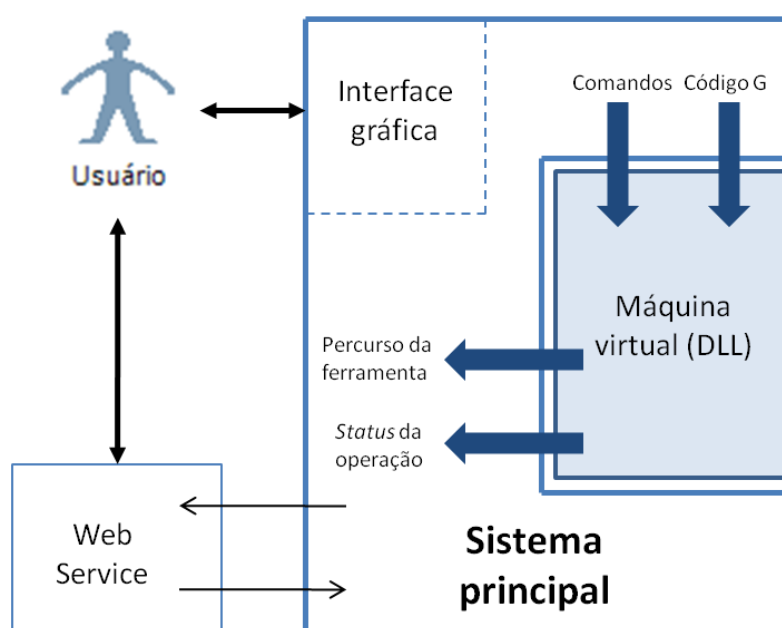 Usuário
Interface
gráfica
Comandos
Código G
Máquina
virtual (DLL)
Percurso da
ferramenta
Status da
operação
Web
Service
Sistema
principal